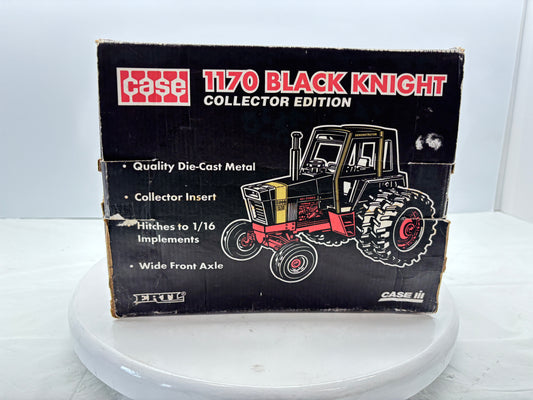 case
1170 BLACK KNIGHT
COLLECTOR EDITION
DEMONSTRATOR
• Quality Die-Cast Metal
• Collector Insert
Hitches to 1/16
Implements
• Wide Front Axle
ERTL
CASE IH